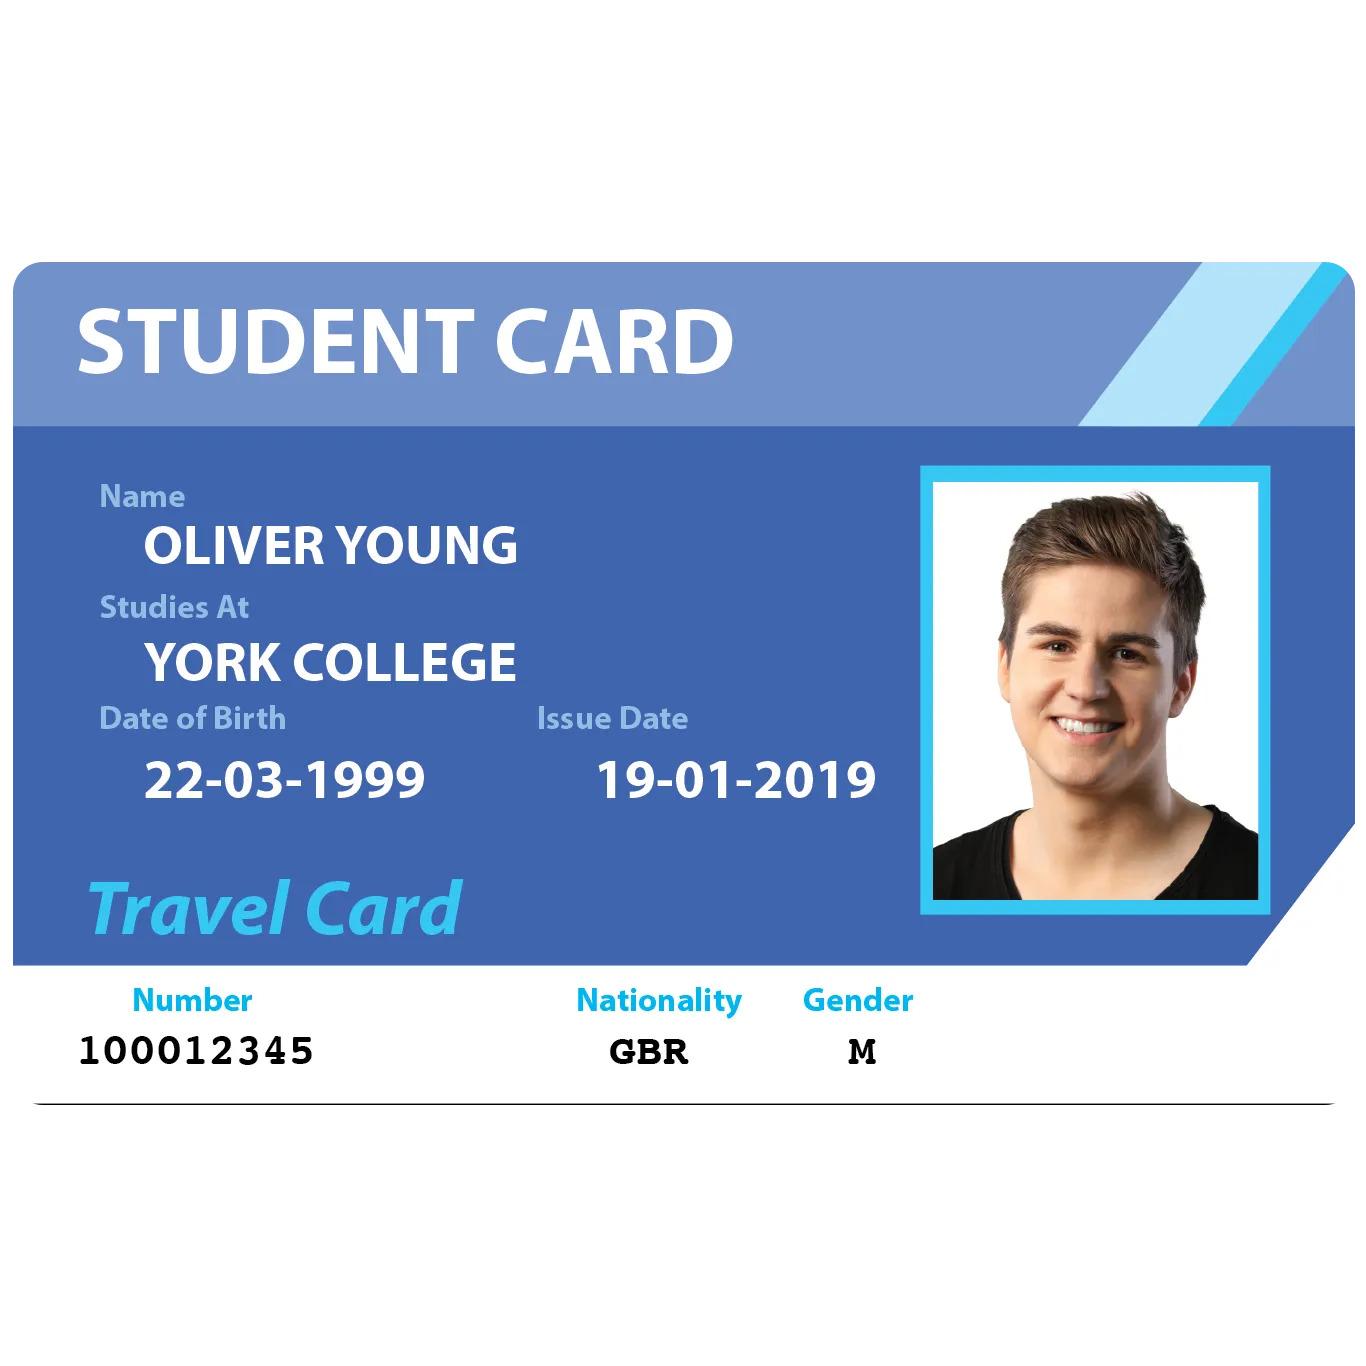 STUDENT CARD
Name
OLIVER YOUNG
Studies At
YORK COLLEGE
Date of Birth Issue Date
22-03-1999 19-01-2019
Travel Card
Number Nationality Gender
100012345 GBR M